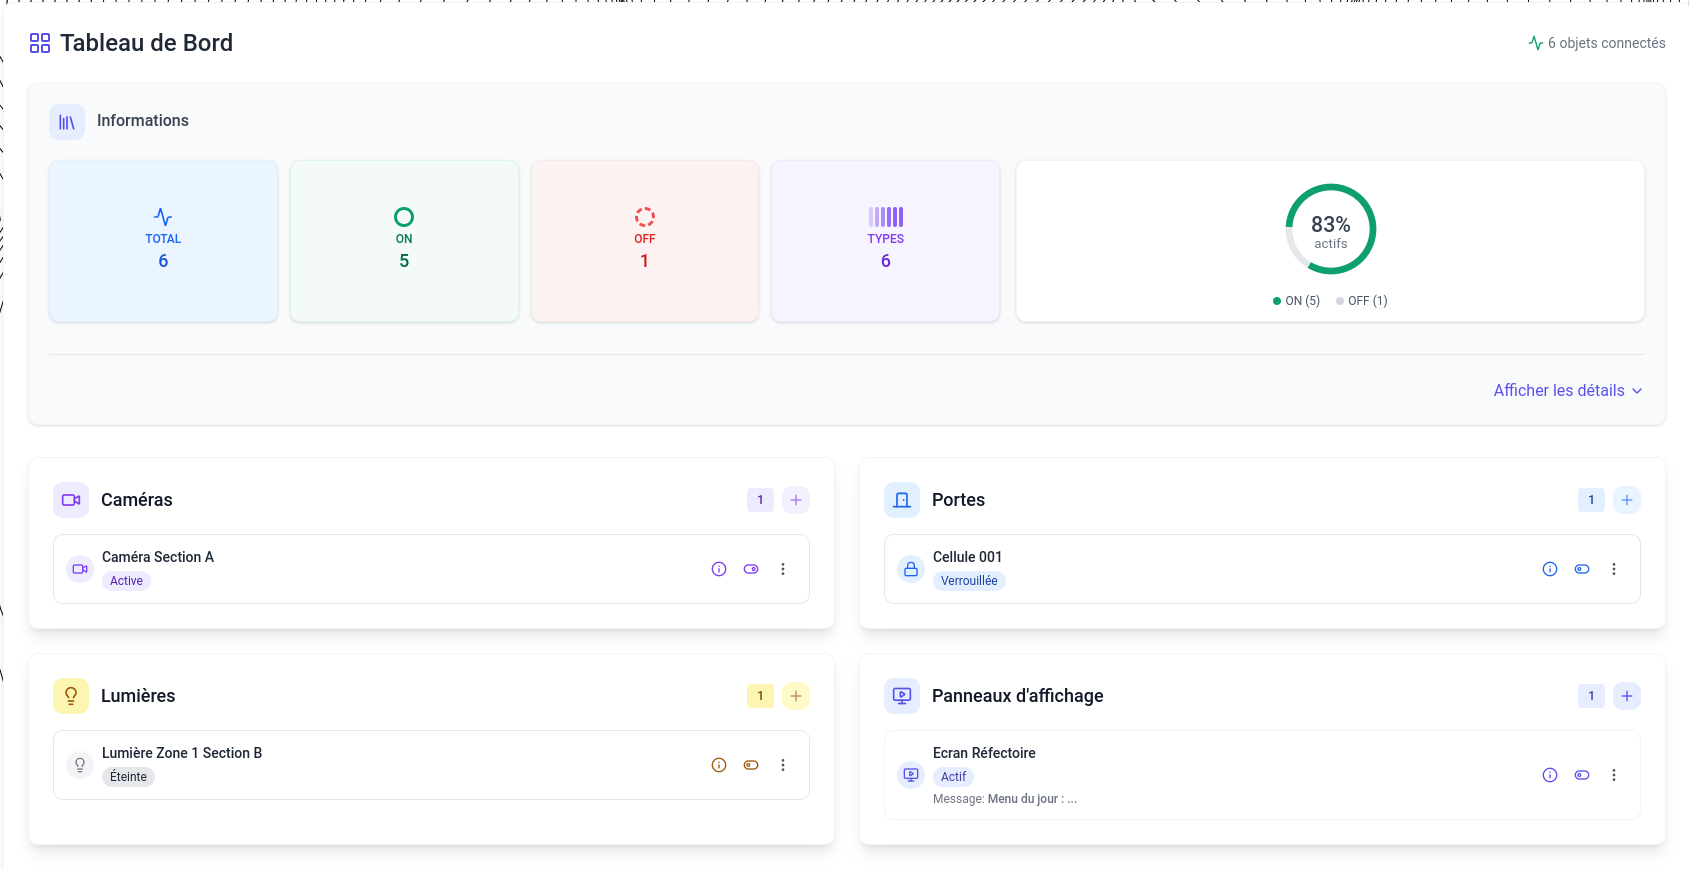 Tableau de Bord
6 objets connectés
Informations
TOTAL
6
ON
5
OFF
1
TYPES
6
83%
actifs
ON (5)
OFF (1)
Afficher les détails
Caméras
1
Caméra Section A
Active
Portes
1
Cellule 001
Verrouillée
Lumières
1
Lumière Zone 1 Section B
Éteinte
Panneaux d'affichage
1
Ecran Réfectoire
Actif
Message: Menu du jour : ...